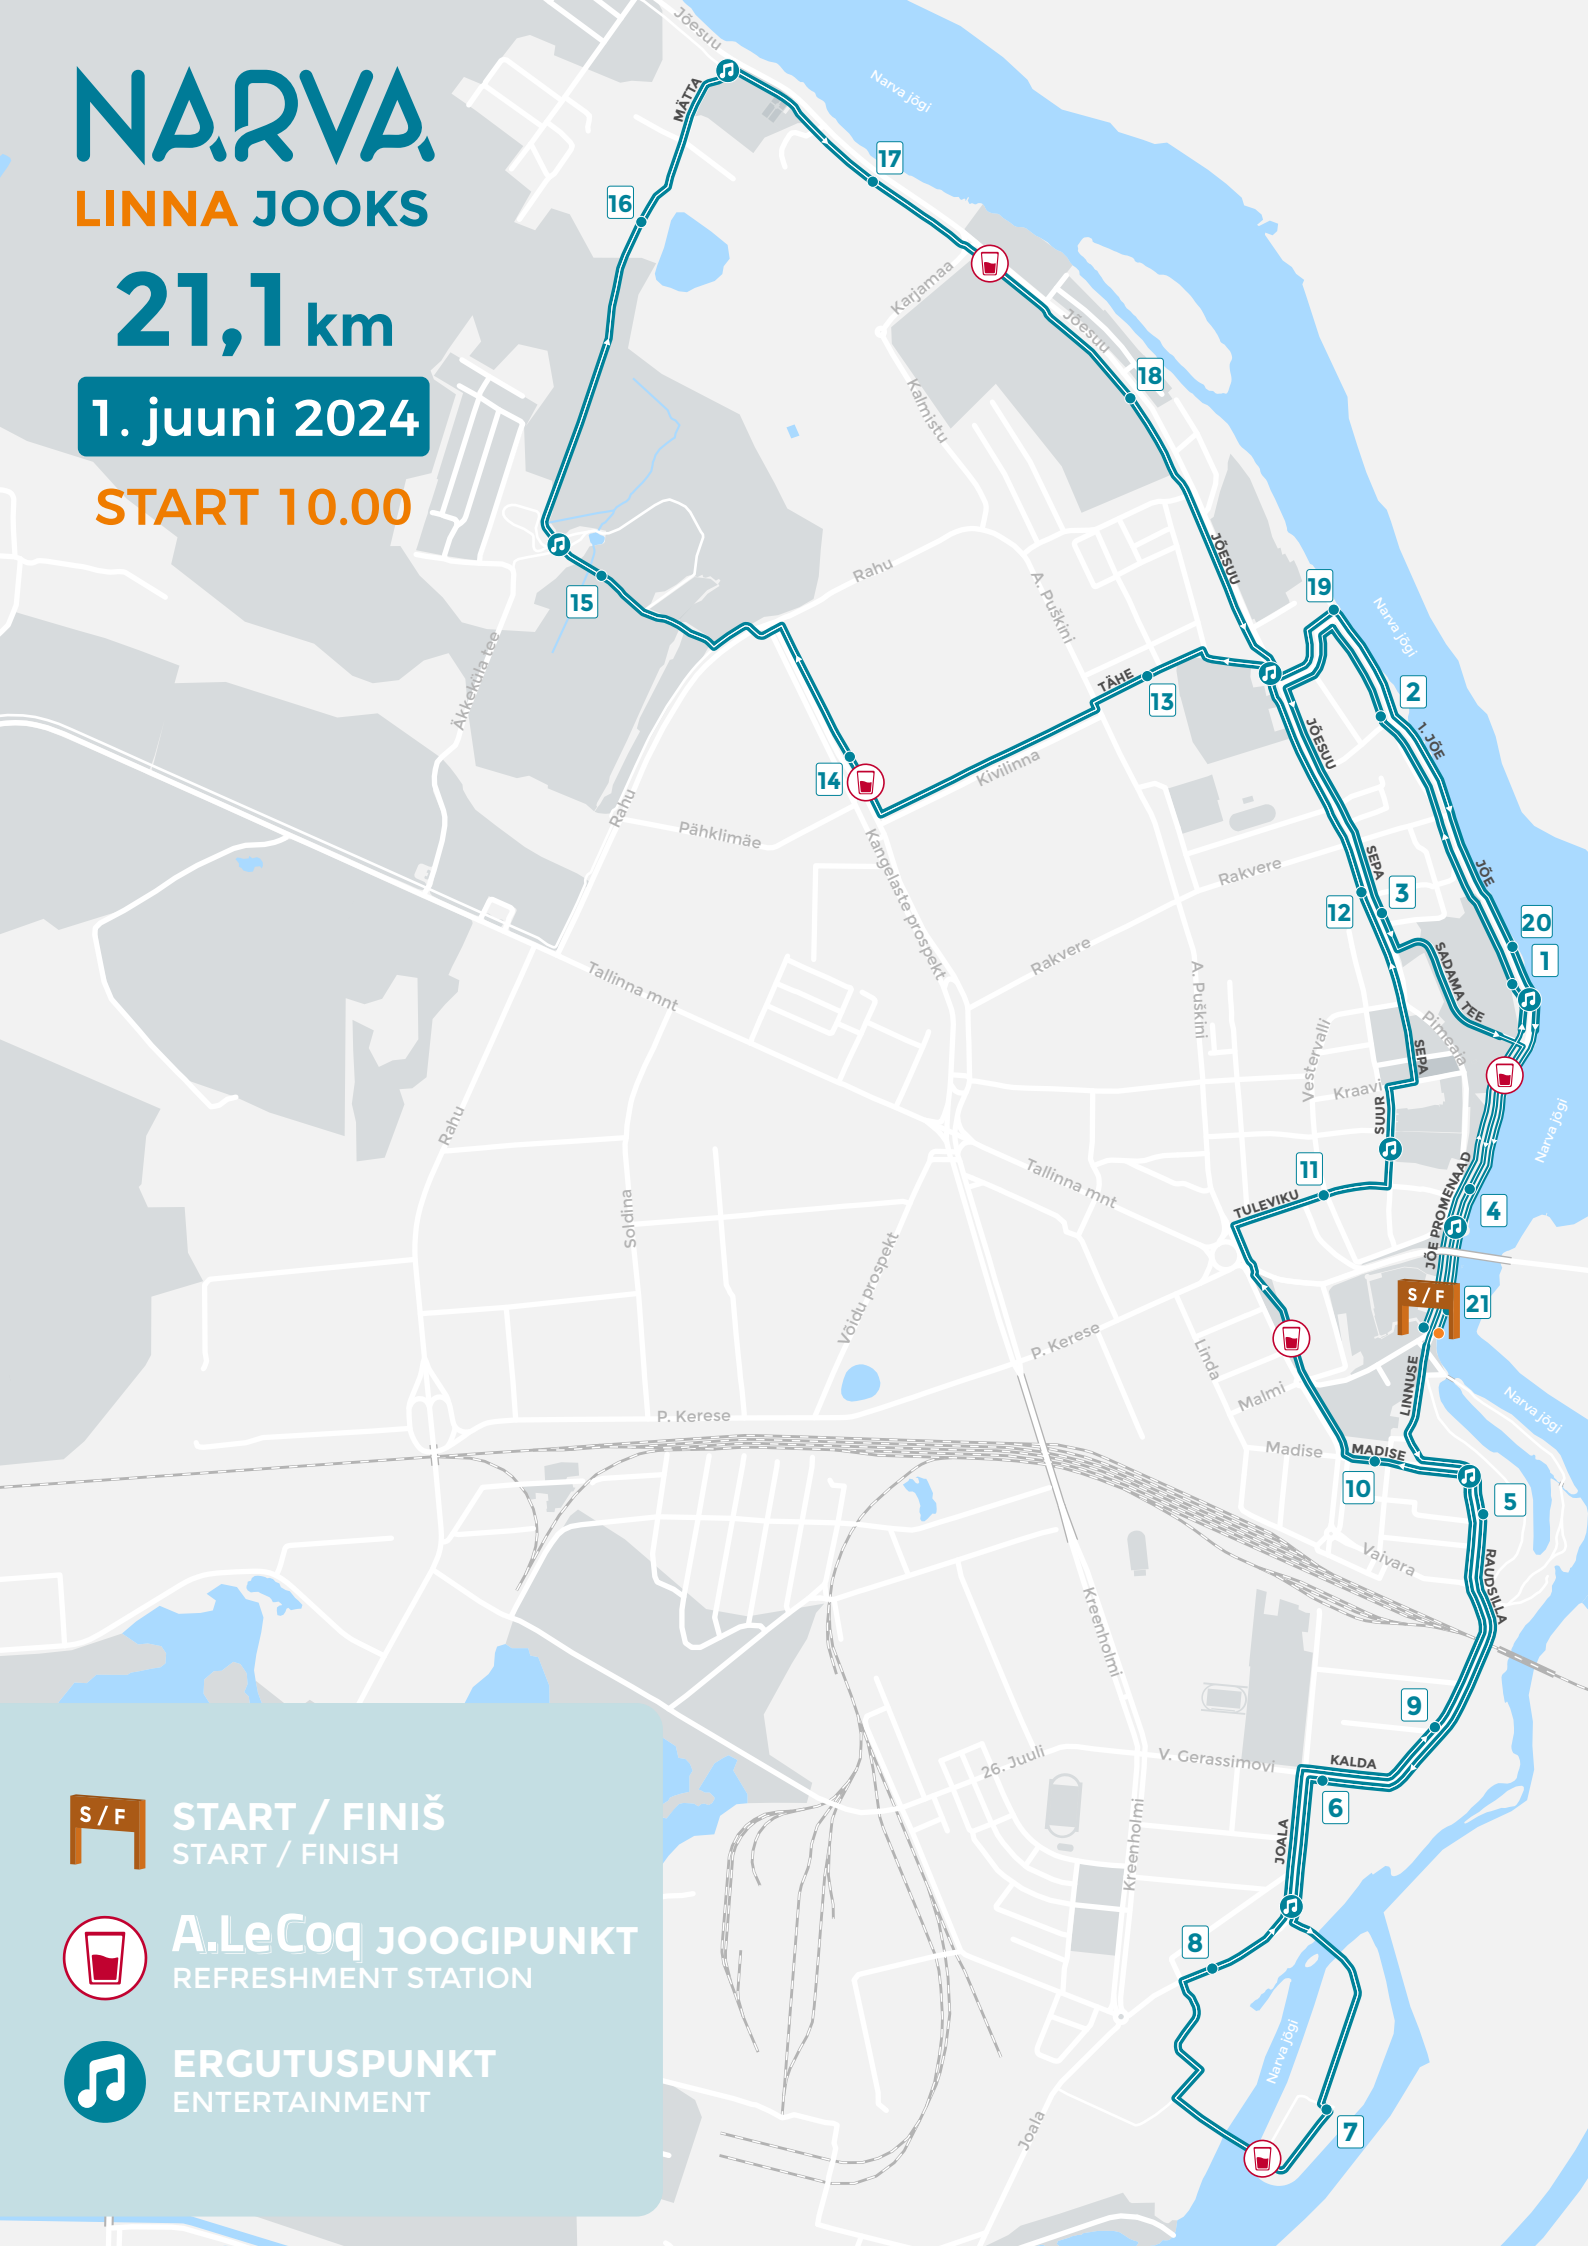 NARVA
LINNA JOOKS
21,1 km
1. juuni 2024
START 10.00
Jõesuu
MÄTTA
Narva jõgi
17
16
Karjamaa
Jõesuu
18
Kalmistu
JÕESUU
Rahu
A. Puškini
19
Narva jõgi
15
Äkkeküla tee
TÄHE
13
2
1. JÕE
JÕESUU
Kivilinna
14
Rahu
Pähklimäe
Kangelaste prospekt
SEPA
Rakvere
JÕE
3
12
20
1
Rakvere
SADAMA TEE
Tallinna mnt
A. Puškini
Pimeaia
Vestervalli
SEPA
Kraavi
SUUR
Rahu
Narva jõgi
11
Tallinna mnt
TULEVIKU
JÕE PROMENAAD
4
Soldina
Võidu prospekt
S / F
21
P. Kerese
Linda
LINNUSE
Malmi
Narva jõgi
P. Kerese
Madise
MADISE
10
5
Vaivara
RAUDSILLA
Kreenholmi
9
26. Juuli
V. Gerassimovi
KALDA
6
JOALA
Kreenholmi
8
Narva jõgi
7
Joala
S / F
START / FINIŠ
START / FINISH
A.LeCoq JOOGIPUNKT
REFRESHMENT STATION
ERGUTUSPUNKT
ENTERTAINMENT